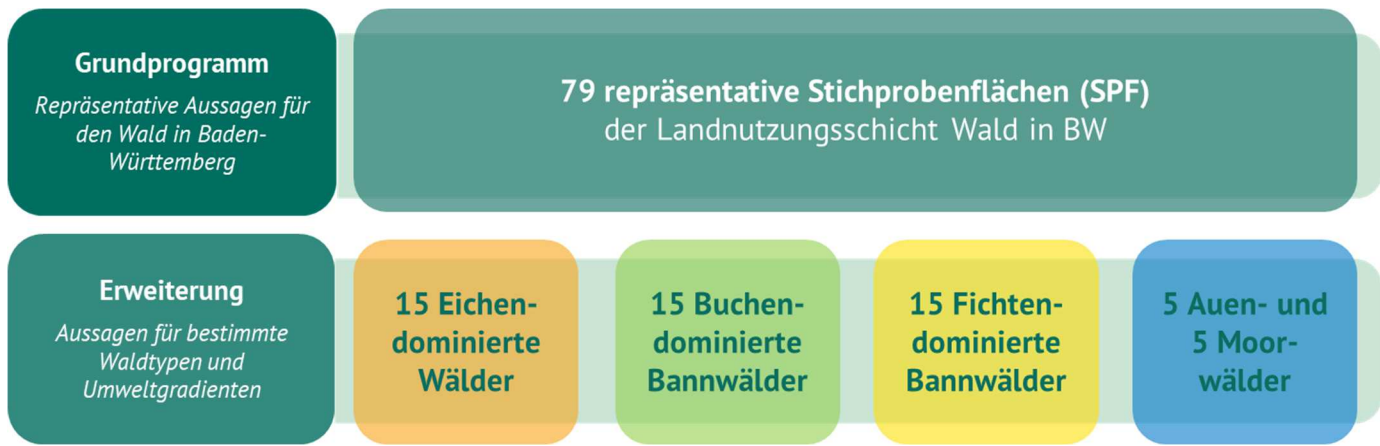 Grundprogramm
Repräsentative Aussagen für
den Wald in Baden-
Württemberg
79 repräsentative Stichprobenflächen (SPF)
der Landnutzungsschicht Wald in BW
Erweiterung
Aussagen für bestimmte
Waldtypen und
Umweltgradienten
15 Eichen-
dominierte
Wälder
15 Buchen-
dominierte
Bannwälder
15 Fichten-
dominierte
Bannwälder
5 Auen- und
5 Moor-
wälder